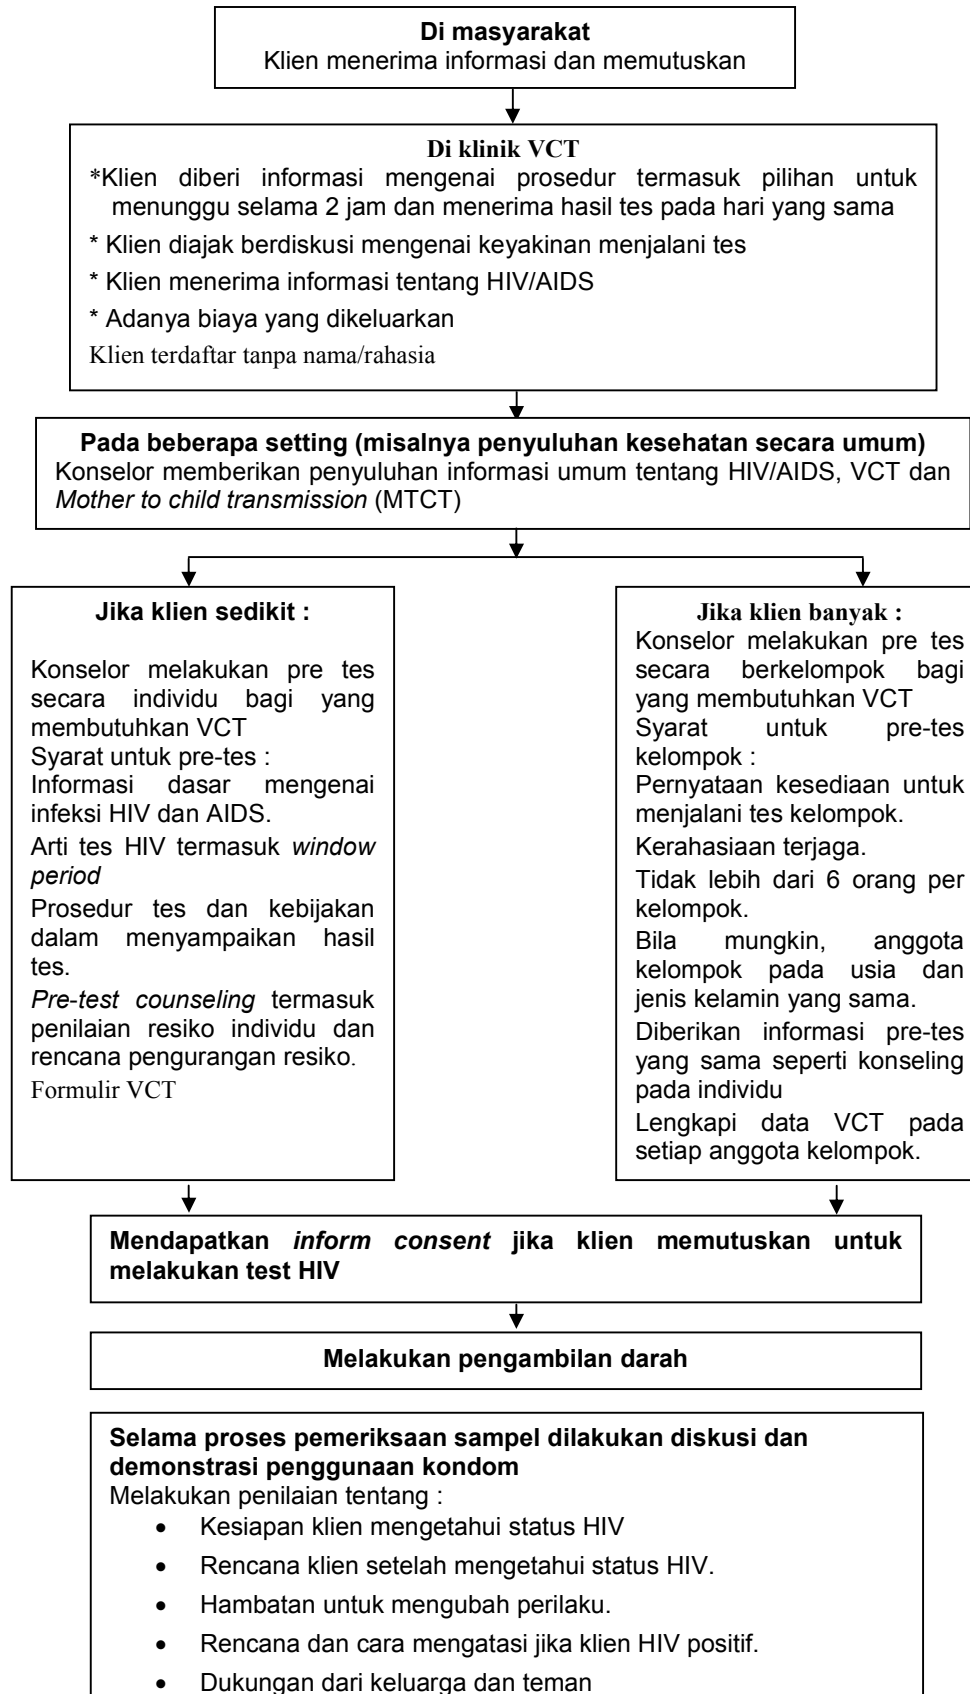 Di masyarakat
Klien menerima informasi dan memutuskan
Di klinik VCT
*Klien diberi informasi mengenai prosedur termasuk pilihan untuk
menunggu selama 2 jam dan menerima hasil tes pada hari yang sama
* Klien diajak berdiskusi mengenai keyakinan menjalani tes
* Klien menerima informasi tentang HIV/AIDS
* Adanya biaya yang dikeluarkan
Klien terdaftar tanpa nama/rahasia
Pada beberapa setting (misalnya penyuluhan kesehatan secara umum)
Konselor memberikan penyuluhan informasi umum tentang HIV/AIDS, VCT dan
Mother to child transmission (MTCT)
Jika klien sedikit :
Konselor melakukan pre tes
secara individu bagi yang
membutuhkan VCT
Syarat untuk pre-tes :
Informasi dasar mengenai
infeksi HIV dan AIDS.
Arti tes HIV termasuk window
period
Prosedur tes dan kebijakan
dalam menyampaikan hasil
tes.
Pre-test counseling termasuk
penilaian resiko individu dan
rencana pengurangan resiko.
Formulir VCT
Jika klien banyak :
Konselor melakukan pre tes
secara berkelompok bagi
yang membutuhkan VCT
Syarat untuk pre-tes
kelompok :
Pernyataan kesediaan untuk
menjalani tes kelompok.
Kerahasiaan terjaga.
Tidak lebih dari 6 orang per
kelompok.
Bila mungkin, anggota
kelompok pada usia dan
jenis kelamin yang sama.
Diberikan informasi pre-tes
yang sama seperti konseling
pada individu
Lengkapi data VCT pada
setiap anggota kelompok.
Mendapatkan inform consent jika klien memutuskan untuk
melakukan test HIV
Melakukan pengambilan darah
Selama proses pemeriksaan sampel dilakukan diskusi dan
demonstrasi penggunaan kondom
Melakukan penilaian tentang :
• Kesiapan klien mengetahui status HIV
• Rencana klien setelah mengetahui status HIV.
• Hambatan untuk mengubah perilaku.
• Rencana dan cara mengatasi jika klien HIV positif.
• Dukungan dari keluarga dan teman